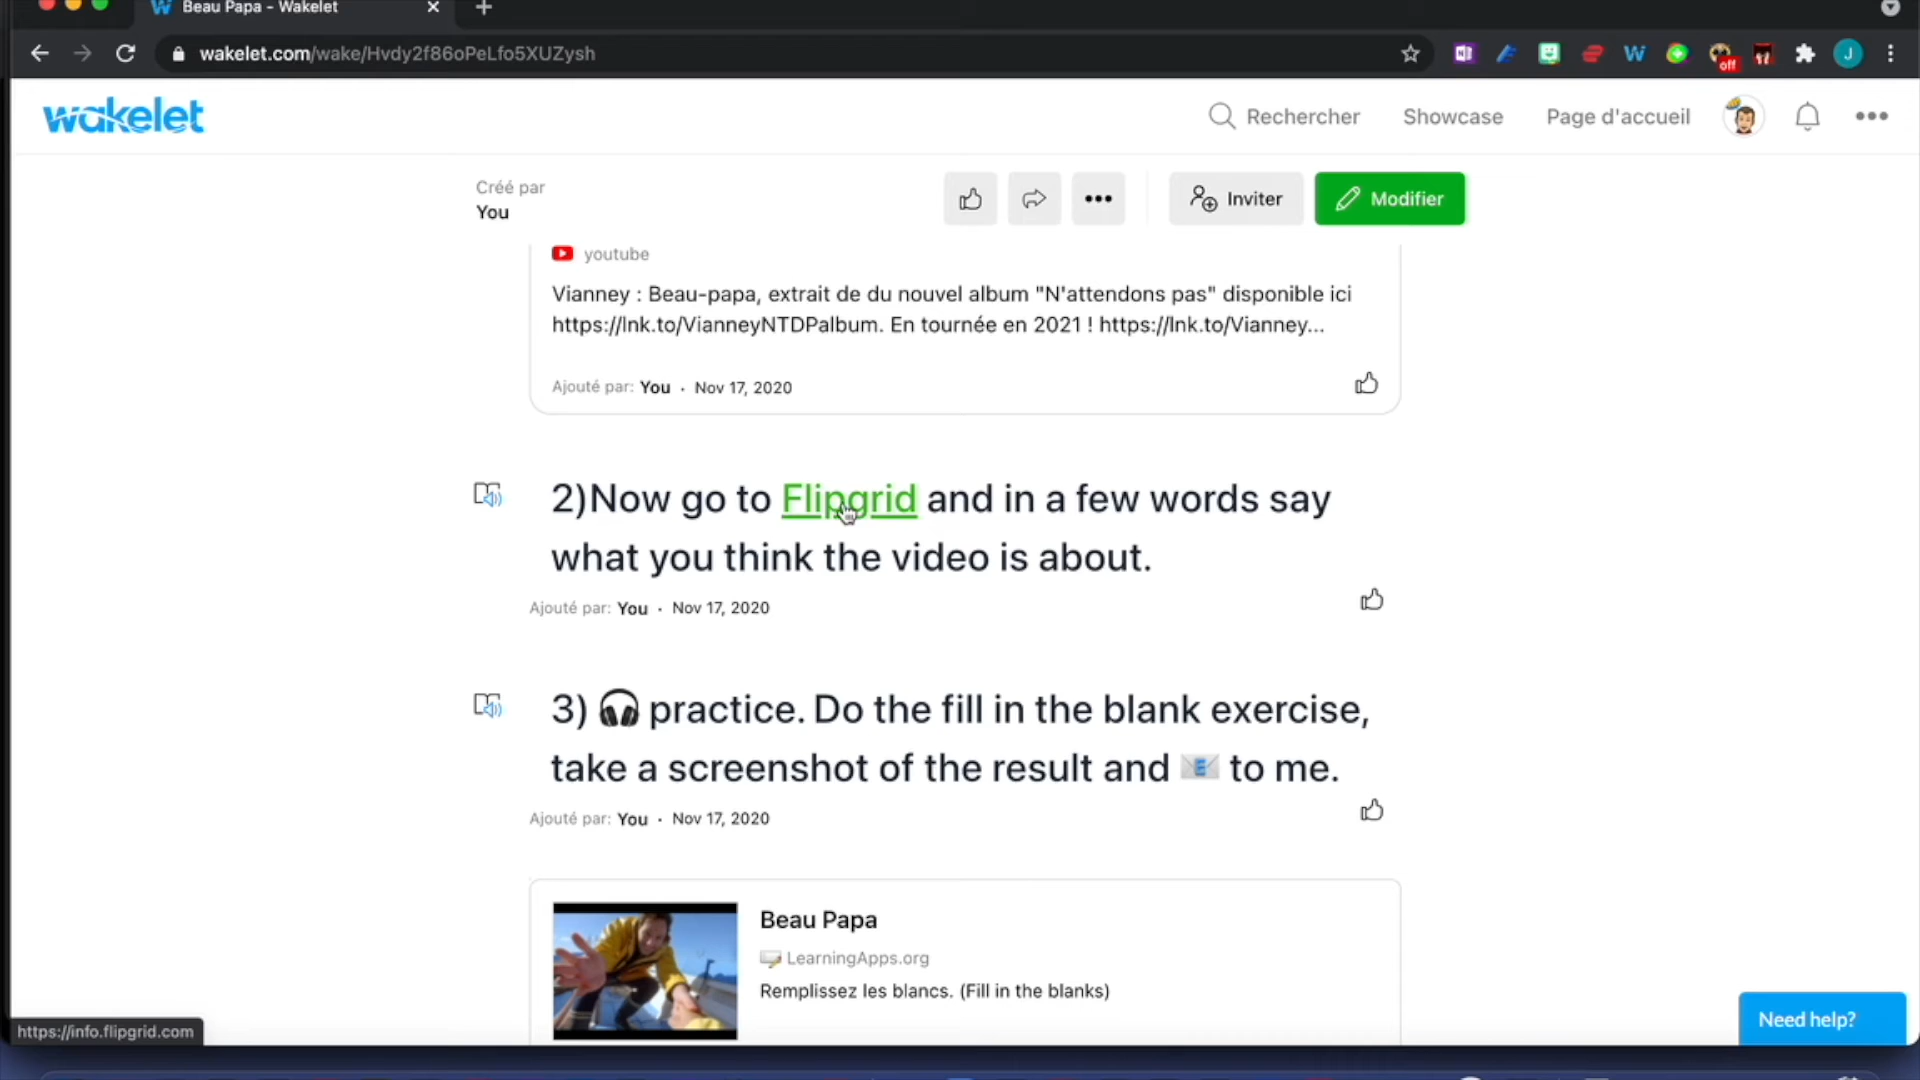 Beau Papa - Wakelet
wakelet.com/wake/Hvdy2f86oPeLfo5XUZysh
off
J
wakelet
Rechercher
Showcase
Page d'accueil
Créé par
You
Inviter
Modifier
youtube
Vianney : Beau-papa, extrait de du nouvel album "N'attendons pas" disponible ici
https://lnk.to/VianneyNTDPalbum. En tournée en 2021 ! https://lnk.to/Vianney...
Ajouté par: You · Nov 17, 2020
2)Now go to Flipgrid and in a few words say
what you think the video is about.
Ajouté par: You · Nov 17, 2020
3) 🎧 practice. Do the fill in the blank exercise,
take a screenshot of the result and 📧 to me.
Ajouté par: You · Nov 17, 2020
Beau Papa
LearningApps.org
Remplissez les blancs. (Fill in the blanks)
Need help?
https://info.flipgrid.com